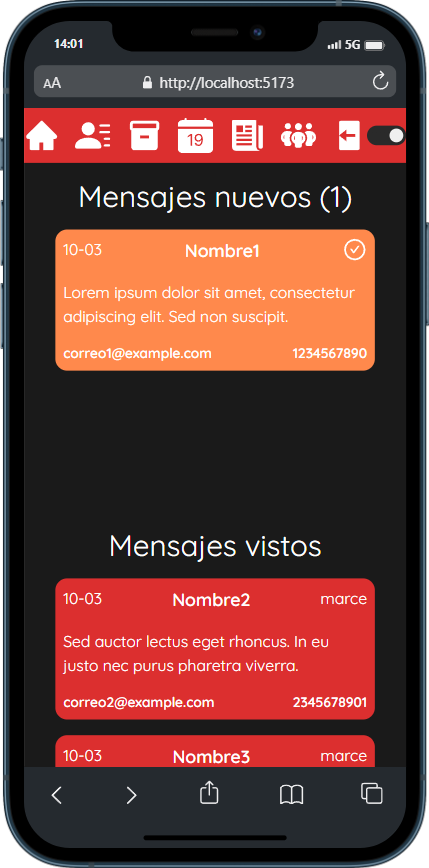 14:01
5G
AA
http://localhost:5173
19
Mensajes nuevos (1)
10-03
Nombre1
Lorem ipsum dolor sit amet, consectetur
adipiscing elit. Sed non suscipit.
correo1@example.com
1234567890
Mensajes vistos
10-03
Nombre2
marce
Sed auctor lectus eget rhoncus. In eu
justo nec purus pharetra viverra.
correo2@example.com
2345678901
10-03
Nombre3
marce